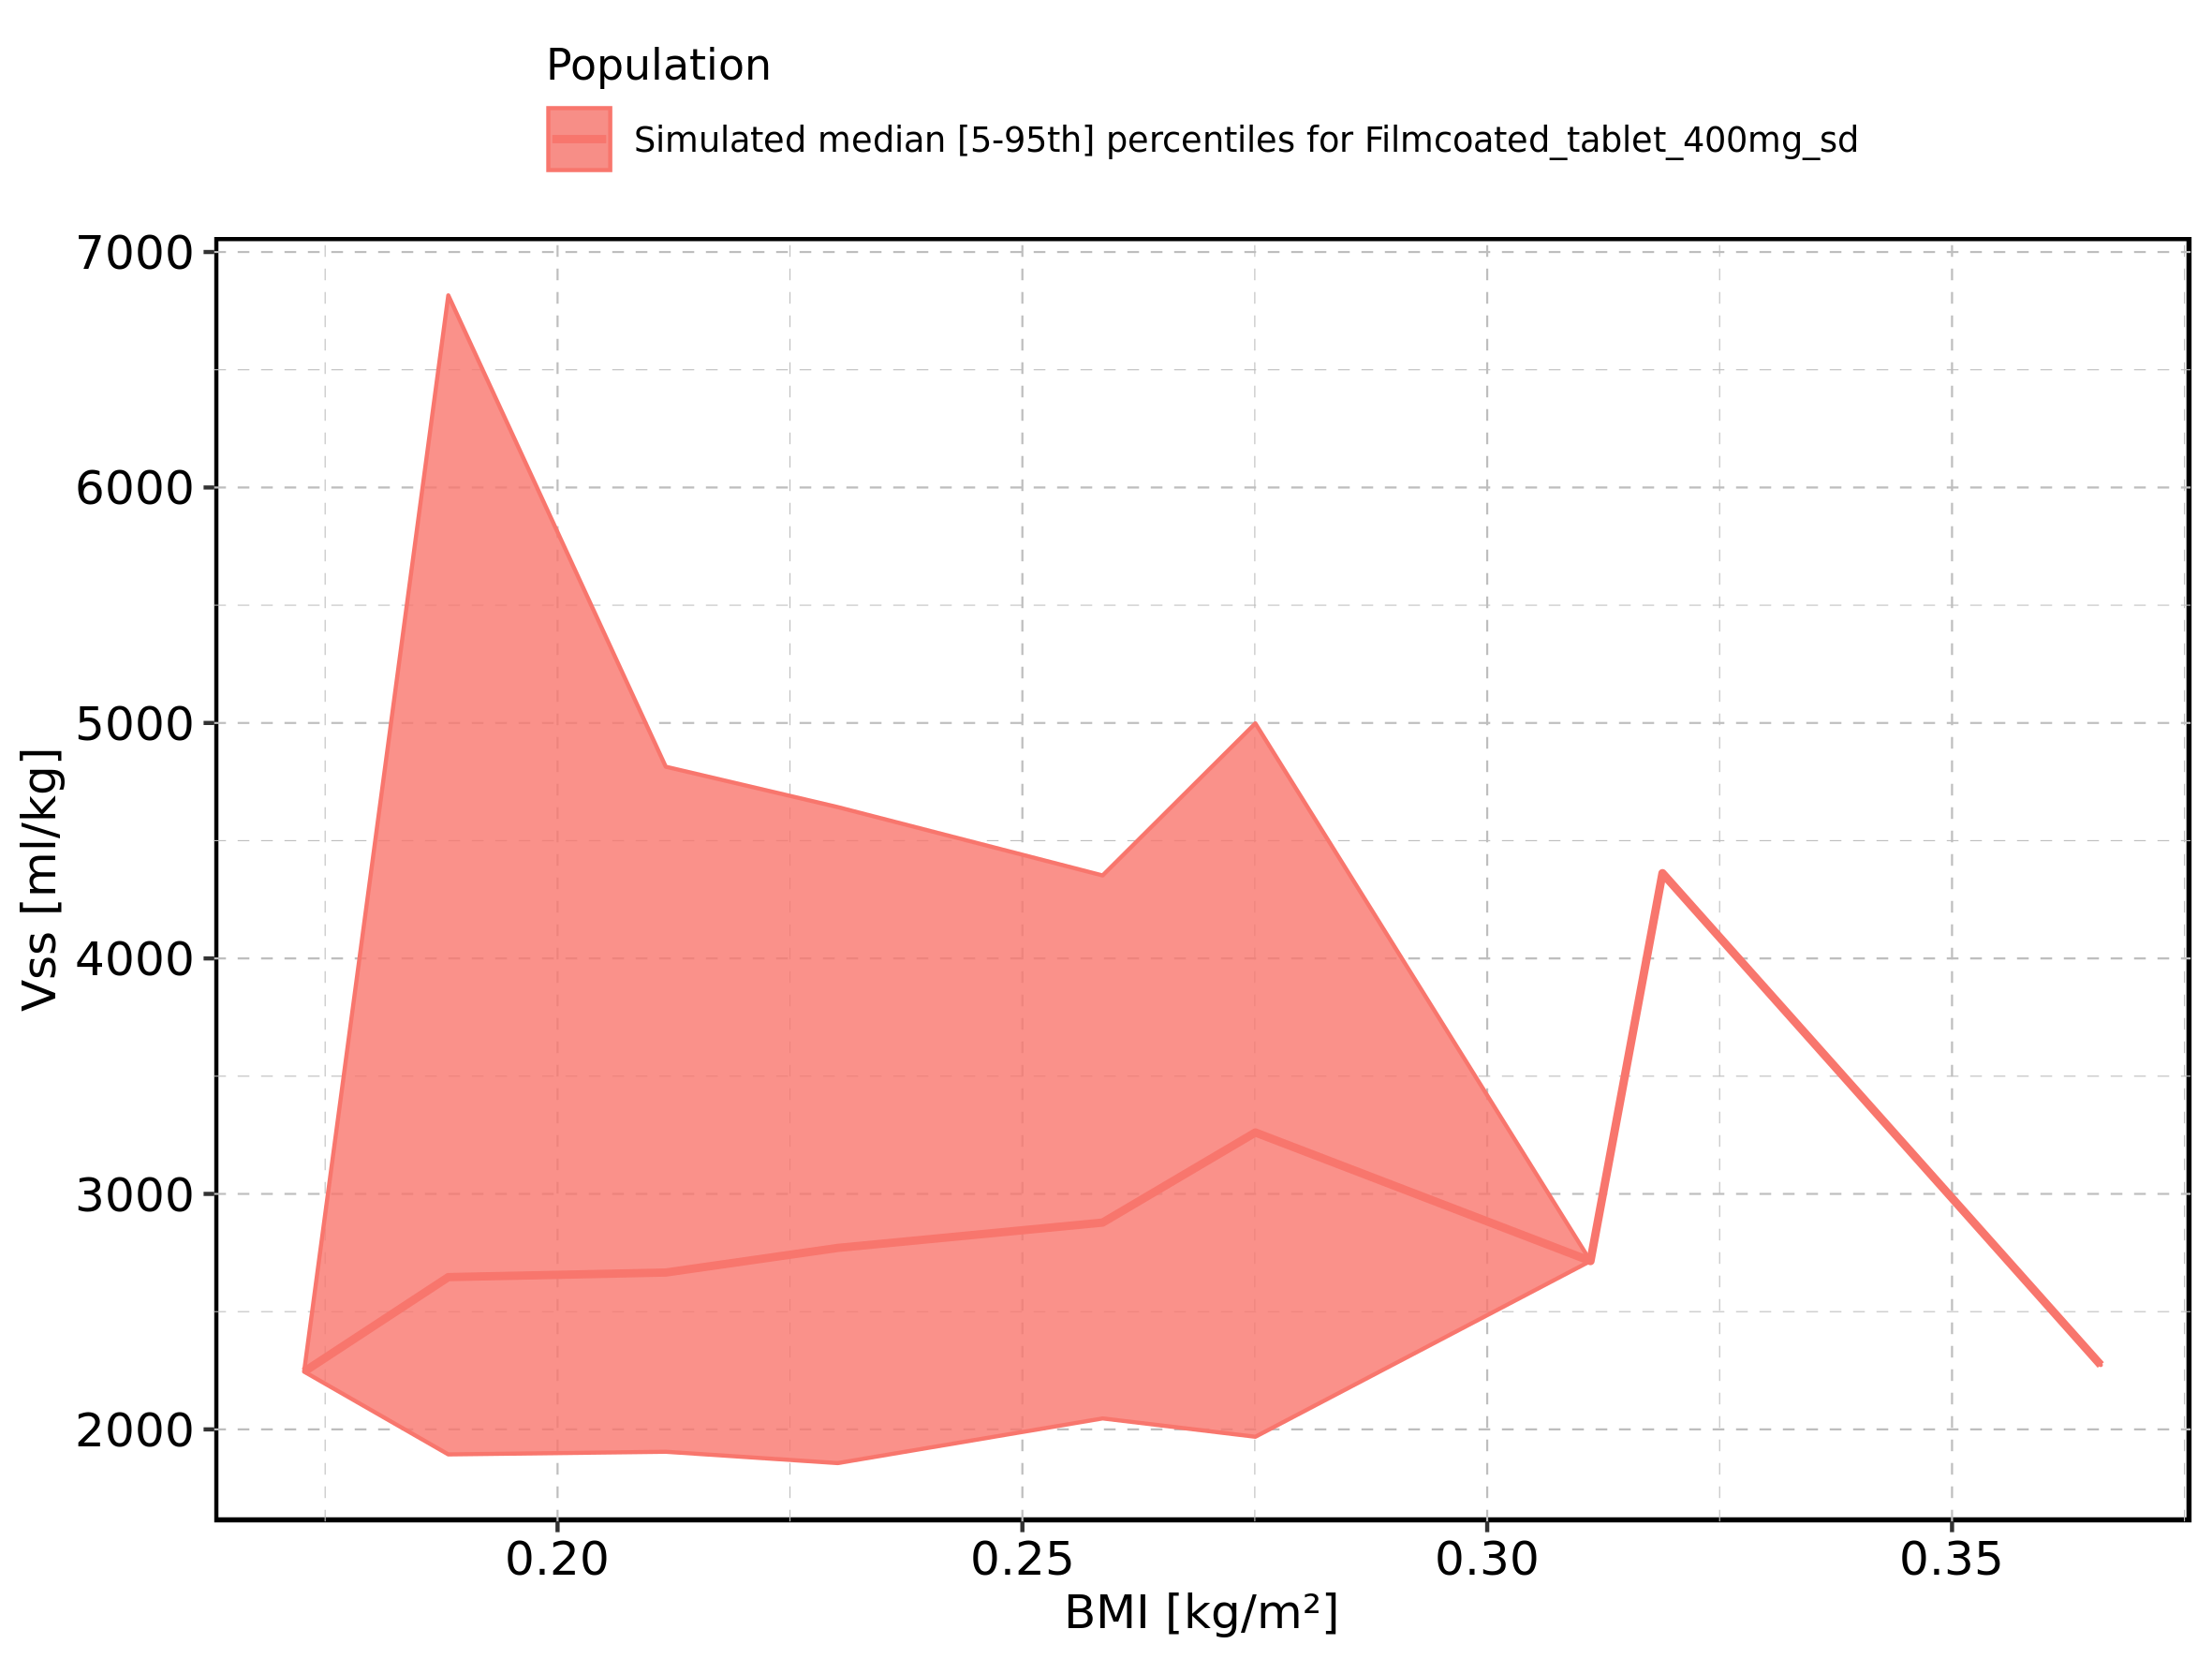 Population
Simulated median [5-95th] percentiles for Filmcoated_tablet_400mg_sd
7000
6000
5000
4000
3000
2000
Vss [ml/kg]
0.20 0.25 0.30 0.35
BMI [kg/m²]